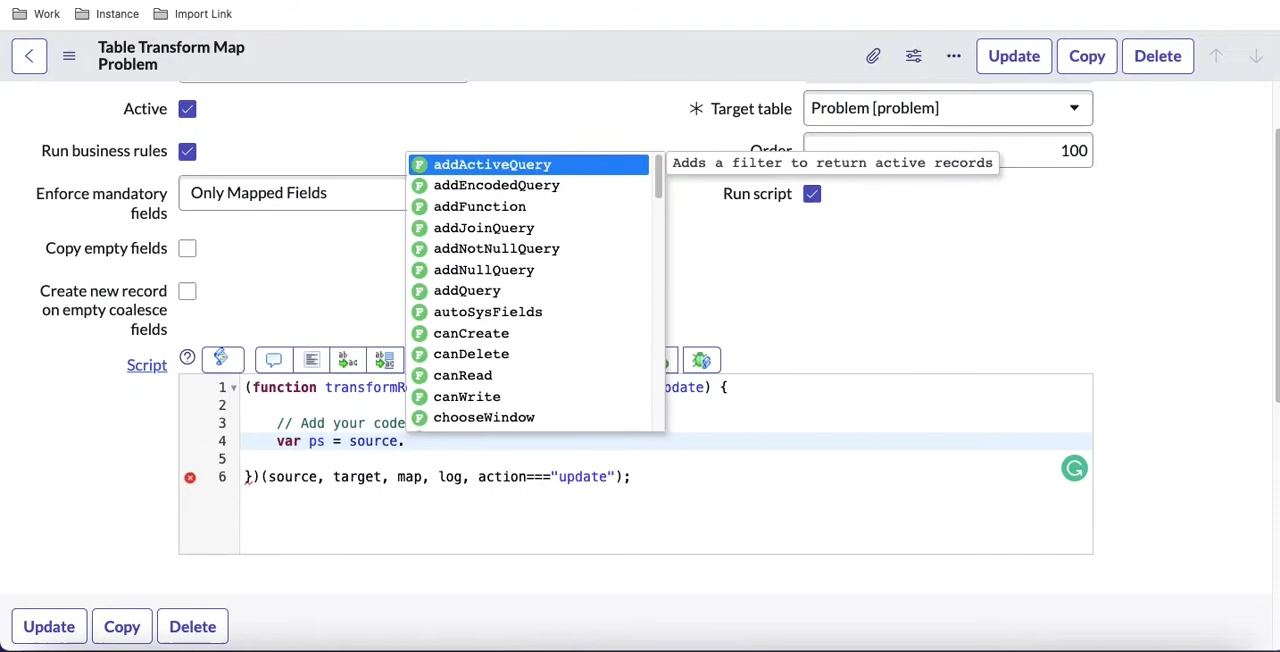 Work Instance Import Link
Table Transform Map
Problem
... Update Copy Delete
Active
* Target table Problem [problem]
Run business rules
Order 100
Enforce mandatory
fields
Only Mapped Fields
Run script
Copy empty fields
Create new record
on empty coalesce
fields
F addActiveQuery
F addEncodedQuery
F addFunction
F addJoinQuery
F addNotNullQuery
F addNullQuery
F addQuery
F autoSysFields
F canCreate
F canDelete
F canRead
F canWrite
F chooseWindow
Adds a filter to return active records
Script
1 (function transformR pdate) {
2
3 // Add your code
4 var ps = source.
5
6 })(source, target, map, log, action==="update");
Update Copy Delete